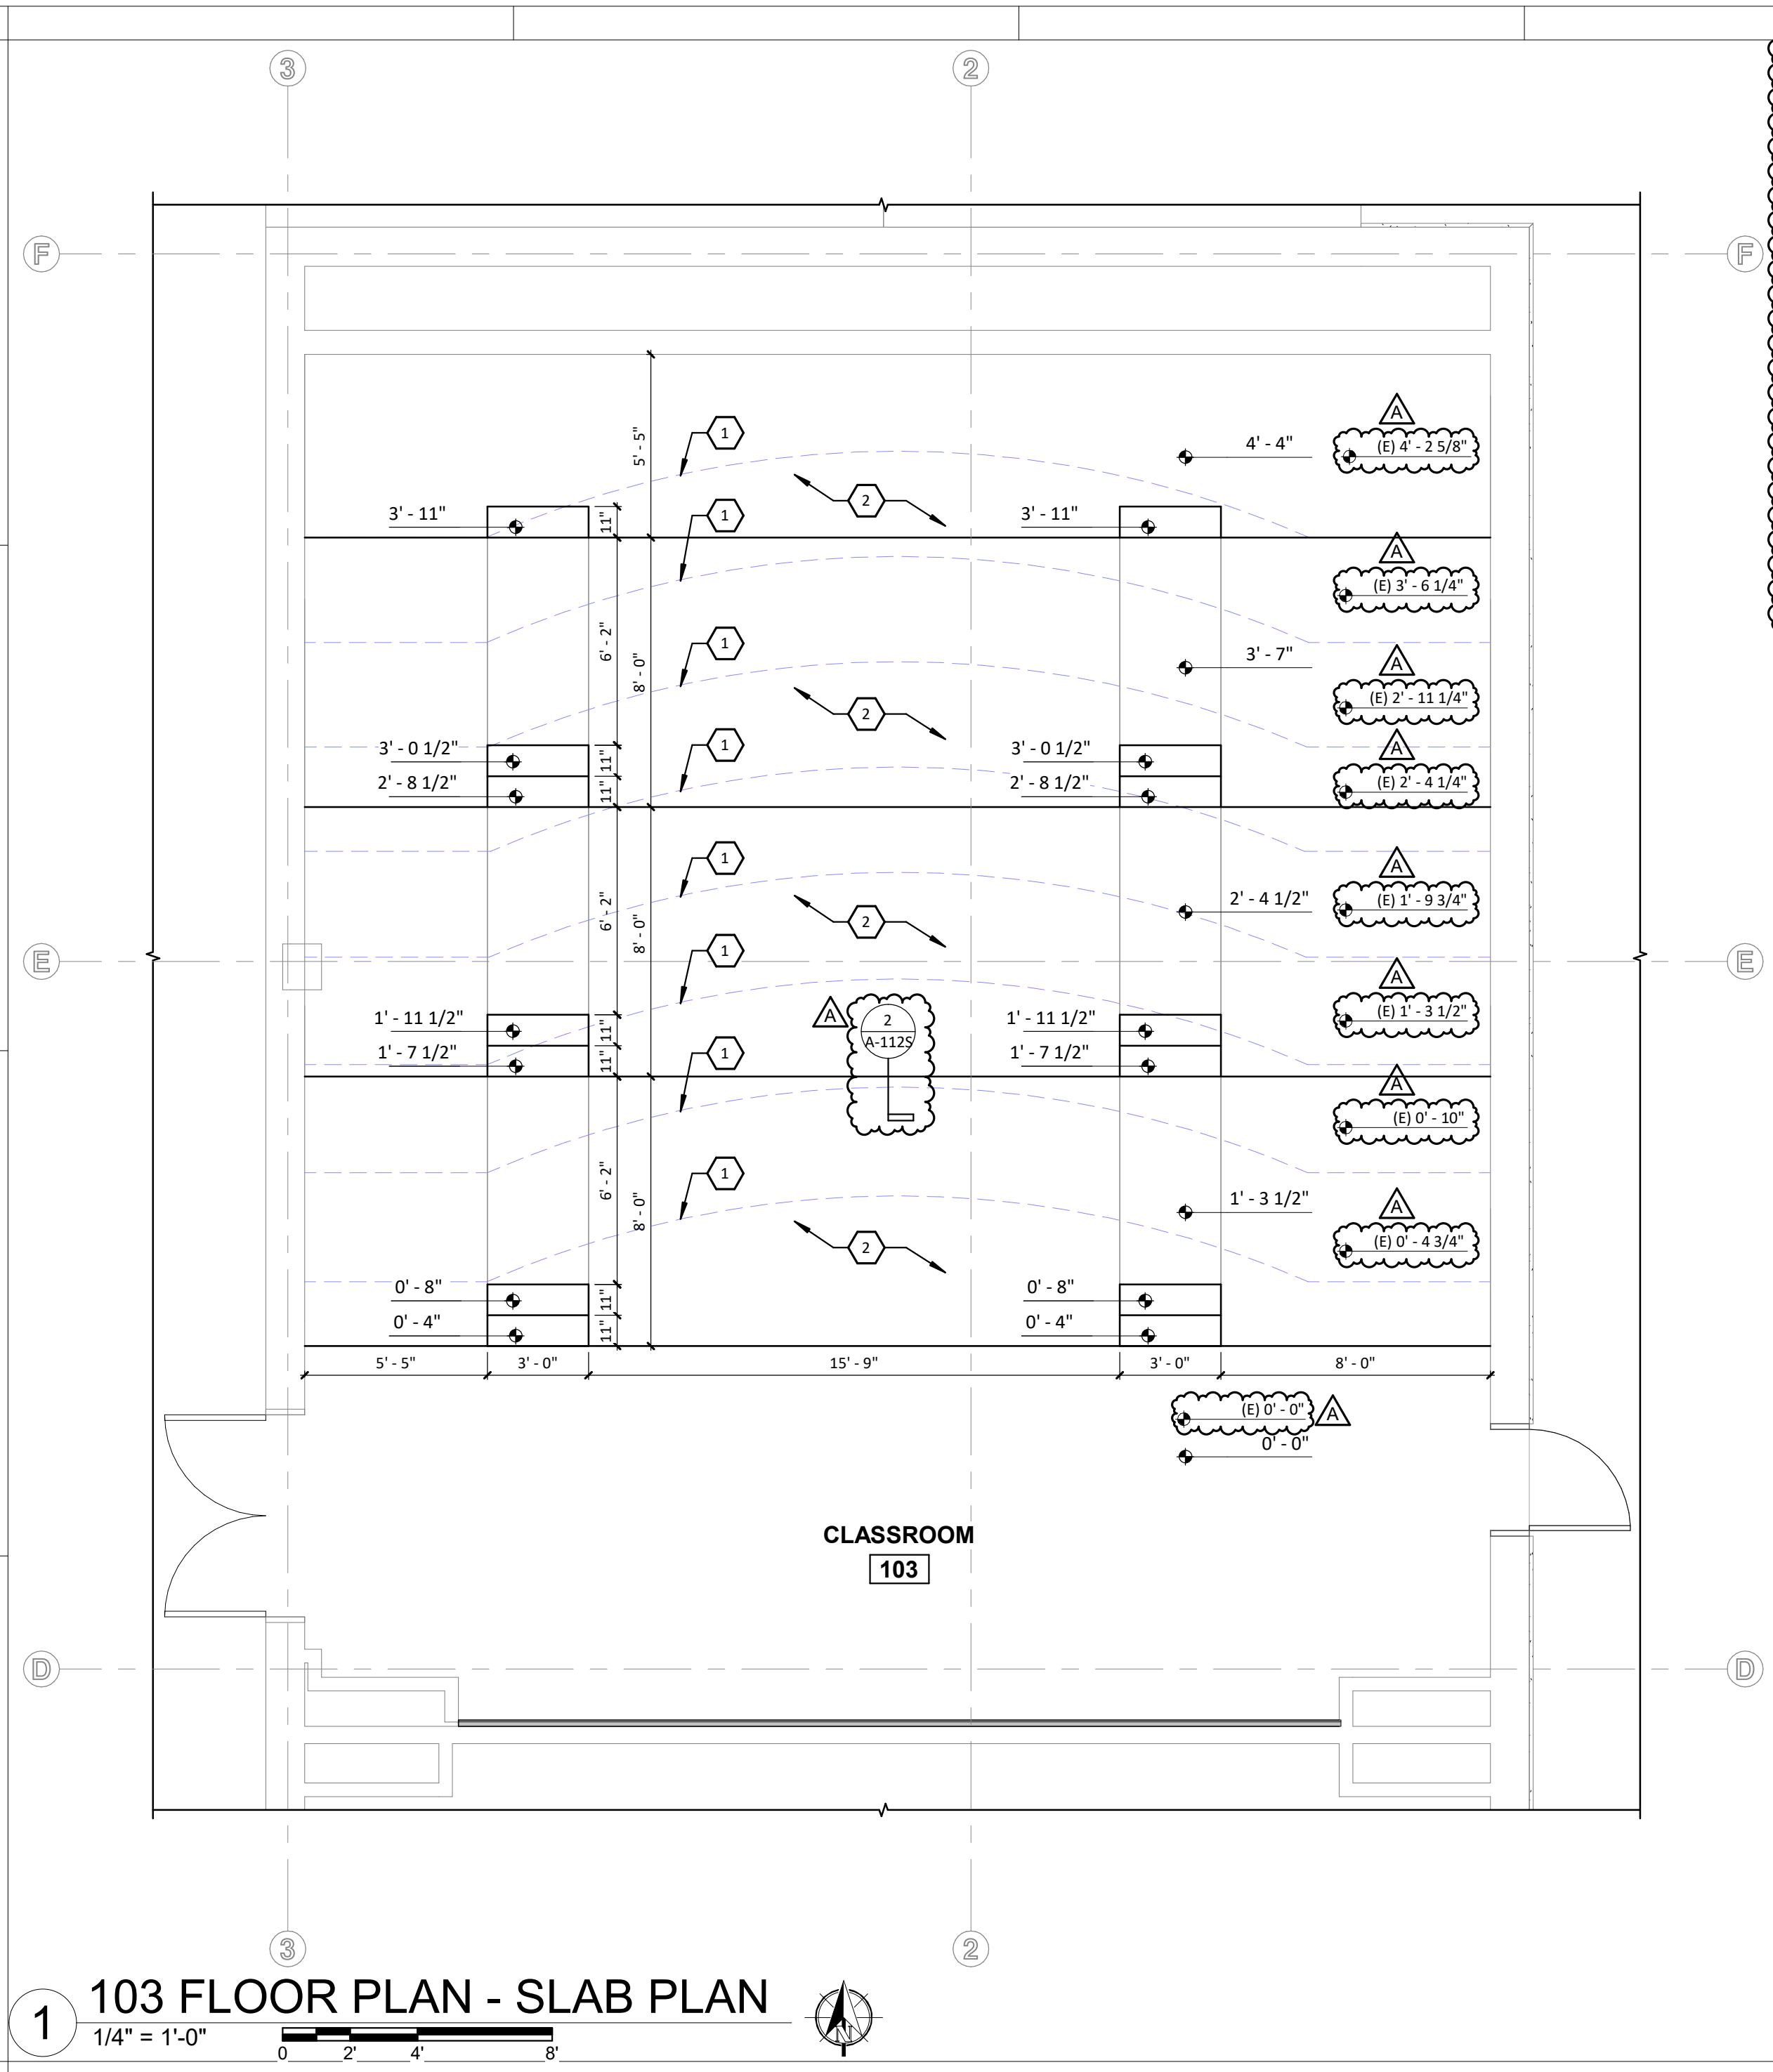 3
2
F
F
A
4' - 4"
(E) 4' - 2 5/8"
1
5' - 5"
2
1
3' - 11"
11"
3' - 11"
A
(E) 3' - 6 1/4"
1
6' - 2"
8' - 0"
3' - 7"
A
(E) 2' - 11 1/4"
2
1
A
3' - 0 1/2"
11"
3' - 0 1/2"
2' - 8 1/2"
11"
2' - 8 1/2"
(E) 2' - 4 1/4"
1
A
6' - 2"
8' - 0"
2
2' - 4 1/2"
(E) 1' - 9 3/4"
E
E
1
A
1' - 11 1/2"
11"
A
2
A-112S
1' - 11 1/2"
(E) 1' - 3 1/2"
1' - 7 1/2"
11"
1
1' - 7 1/2"
A
(E) 0' - 10"
1
6' - 2"
8' - 0"
1' - 3 1/2"
A
(E) 0' - 4 3/4"
2
0' - 8"
11"
0' - 8"
0' - 4"
11"
0' - 4"
5' - 5"
3' - 0"
15' - 9"
3' - 0"
8' - 0"
(E) 0' - 0"
A
0' - 0"
CLASSROOM
103
D
D
3
2
1
103 FLOOR PLAN - SLAB PLAN
1/4" = 1'-0"
0 2' 4' 8'
N